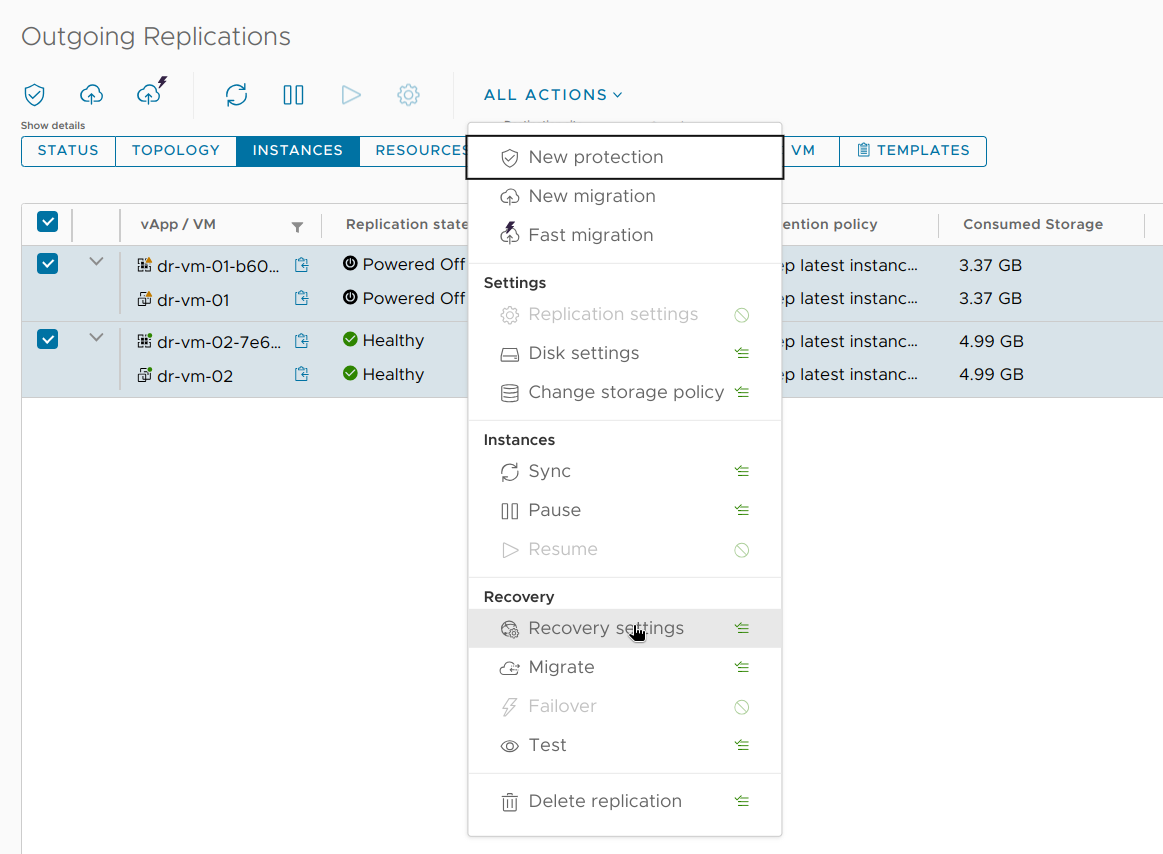 Outgoing Replications
ALL ACTIONS
Show details
STATUS TOPOLOGY INSTANCES RESOURCES VM TEMPLATES
New protection
New migration
Fast migration
Settings
Replication settings
Disk settings
Change storage policy
Instances
Sync
Pause
Resume
Recovery
Recovery settings
Migrate
Failover
Test
Delete replication
vApp / VM Replication state ention policy Consumed Storage
dr-vm-01-b60... Powered Off ep latest instanc... 3.37 GB
dr-vm-01 Powered Off ep latest instanc... 3.37 GB
dr-vm-02-7e6... Healthy ep latest instanc... 4.99 GB
dr-vm-02 Healthy ep latest instanc... 4.99 GB